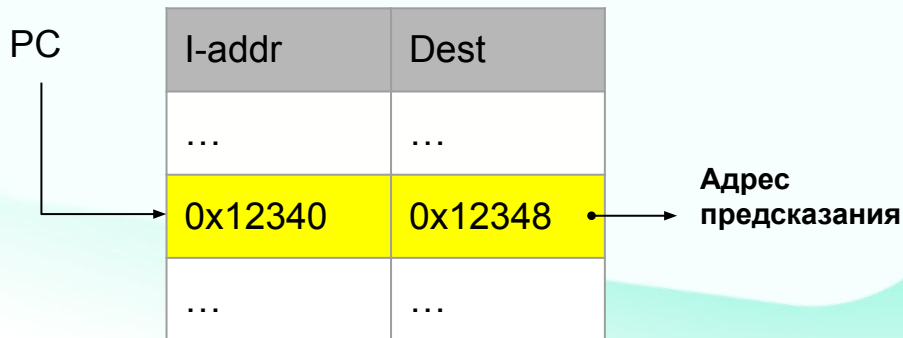 PC
I-addr Dest
… …
0x12340 0x12348
Адрес
предсказания
… …